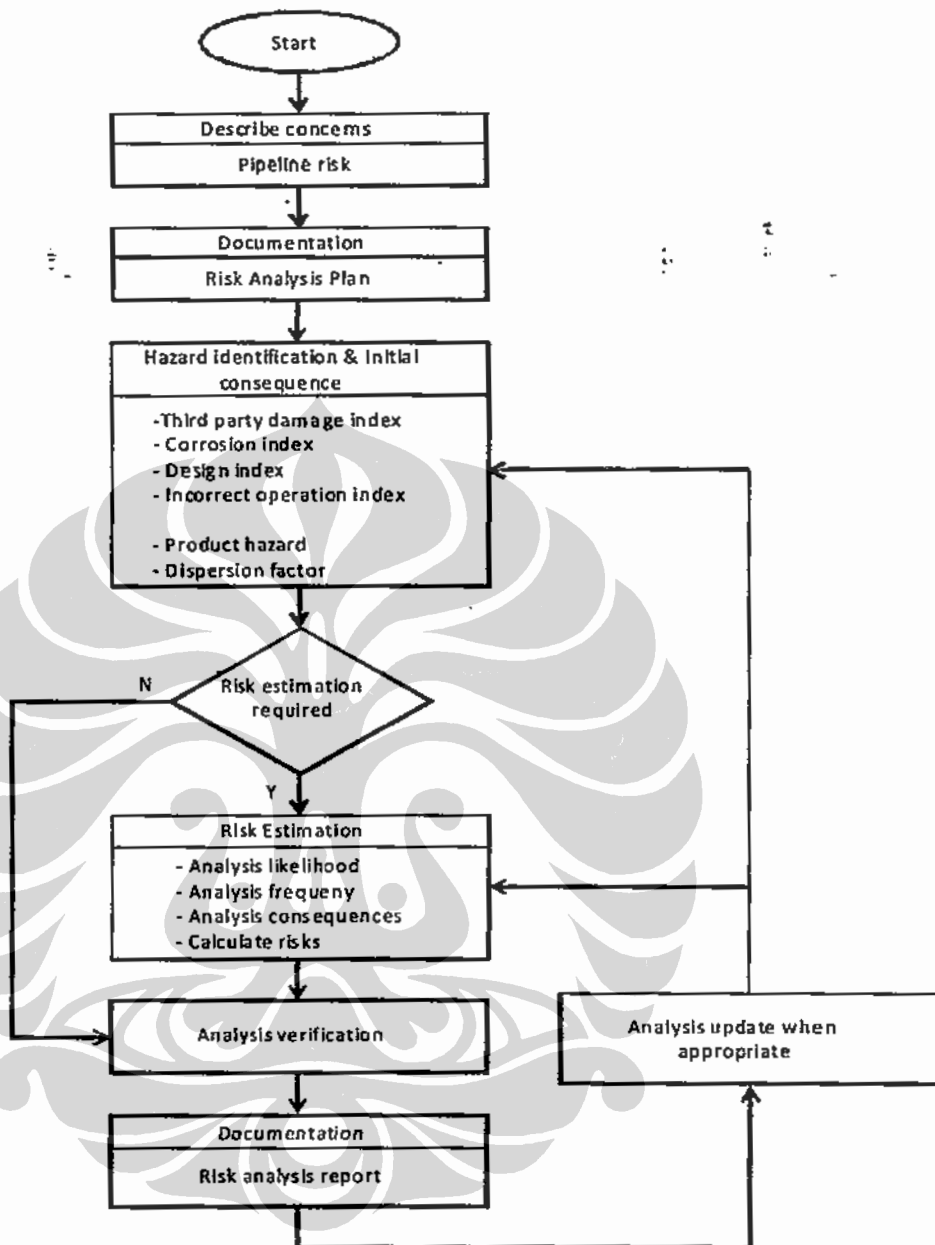 Start
Describe concerns
Pipeline risk
Documentation
Risk Analysis Plan
Hazard identification & Initial
consequence
-Third party damage index
- Corrosion index
- Design index
- Incorrect operation index
- Product hazard
- Dispersion factor
N
Risk estimation
required
Y
Risk Estimation
- Analysis likelihood
- Analysis frequeny
- Analysis consequences
- Calculate risks
Analysis verification
Analysis update when
appropriate
Documentation
Risk analysis report